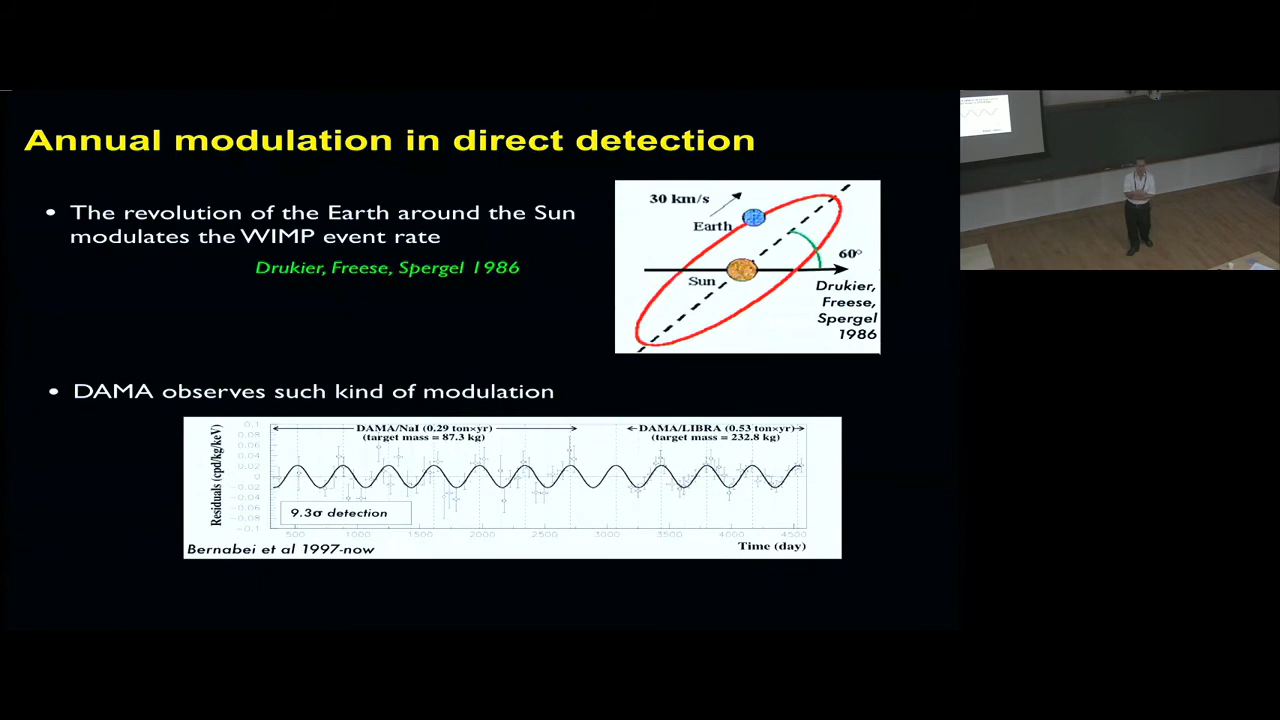 Annual modulation in direct detection
• The revolution of the Earth around the Sun
modulates the WIMP event rate
Drukier, Freese, Spergel 1986
30 km/s
Earth
60°
Sun
Drukier,
Freese,
Spergel
1986
• DAMA observes such kind of modulation
DAMA/NaI (0.29 ton×yr)
(target mass = 87.3 kg)
DAMA/LIBRA (0.53 ton×yr)
(target mass = 232.8 kg)
Residuals (cpd/kg/keV)
0.1
0.08
0.06
0.04
0.02
0
-0.02
-0.04
-0.06
-0.08
-0.1
9.3σ detection
500 1000 1500 2000 2500 3000 3500 4000 4500
Bernabei et al 1997-now
Time (day)